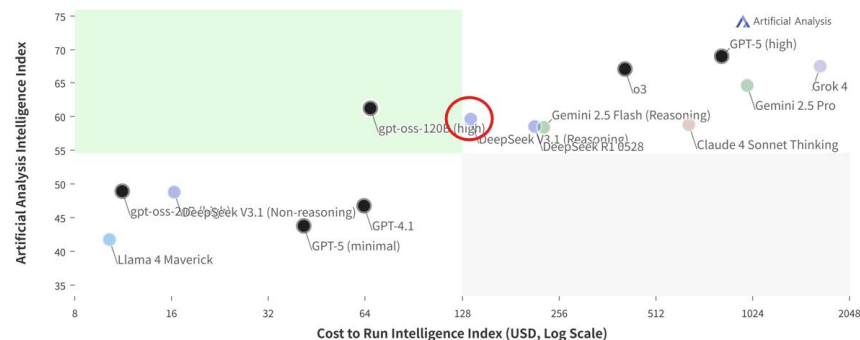 Artificial Analysis Intelligence Index
75
70
65
60
55
50
45
40
35
Artificial Analysis
GPT-5 (high)
o3
Grok 4
Gemini 2.5 Pro
gpt-oss-120B (high)
Gemini 2.5 Flash (Reasoning)
DeepSeek V3.1 (Reasoning)
DeepSeek R1 0528
Claude 4 Sonnet Thinking
DeepSeek V3.1 (Non-reasoning)
GPT-4.1
GPT-5 (minimal)
Llama 4 Maverick
8 16 32 64 128 256 512 1024 2048
Cost to Run Intelligence Index (USD, Log Scale)